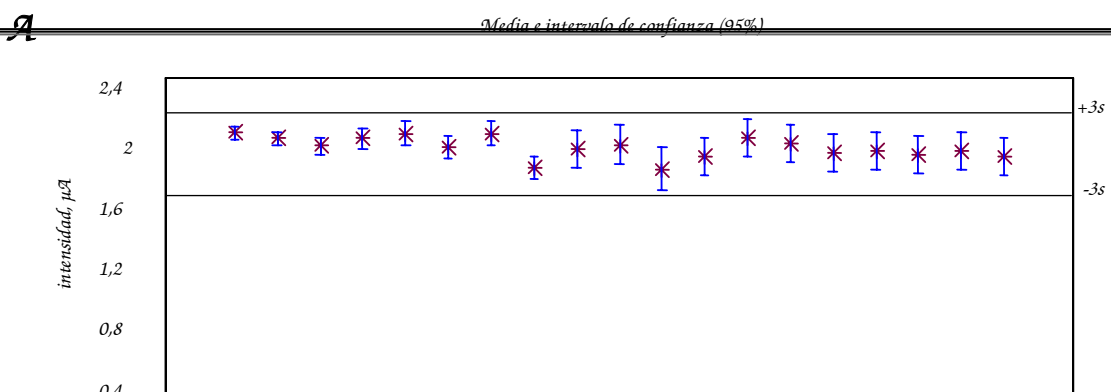 A
Media e intervalo de confianza (95%)
2,4
+3s
2
-3s
1,6
intensidad, µA
1,2
0,8
0,4